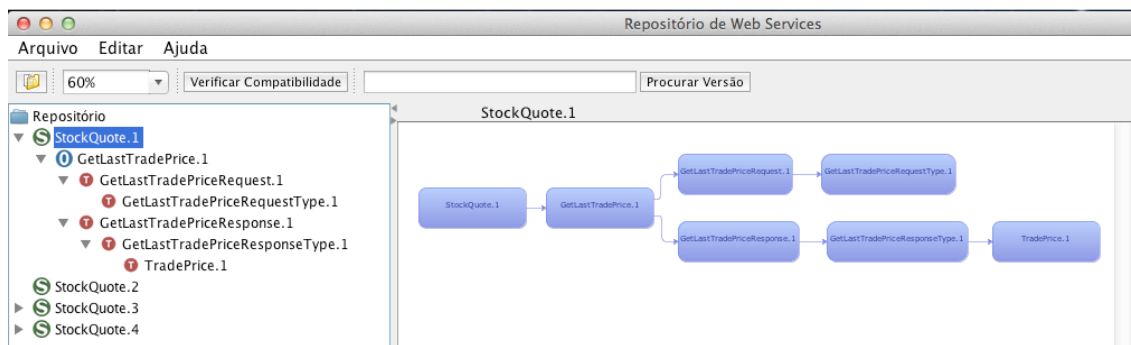 Repositório de Web Services
Arquivo Editar Ajuda
60% Verificar Compatibilidade Procurar Versão
Repositório
S StockQuote.1
O GetLastTradePrice.1
T GetLastTradePriceRequest.1
T GetLastTradePriceRequestType.1
T GetLastTradePriceResponse.1
T GetLastTradePriceResponseType.1
T TradePrice.1
S StockQuote.2
S StockQuote.3
S StockQuote.4
StockQuote.1
StockQuote.1
GetLastTradePrice.1
GetLastTradePriceRequest.1
GetLastTradePriceRequestType.1
GetLastTradePriceResponse.1
GetLastTradePriceResponseType.1
TradePrice.1